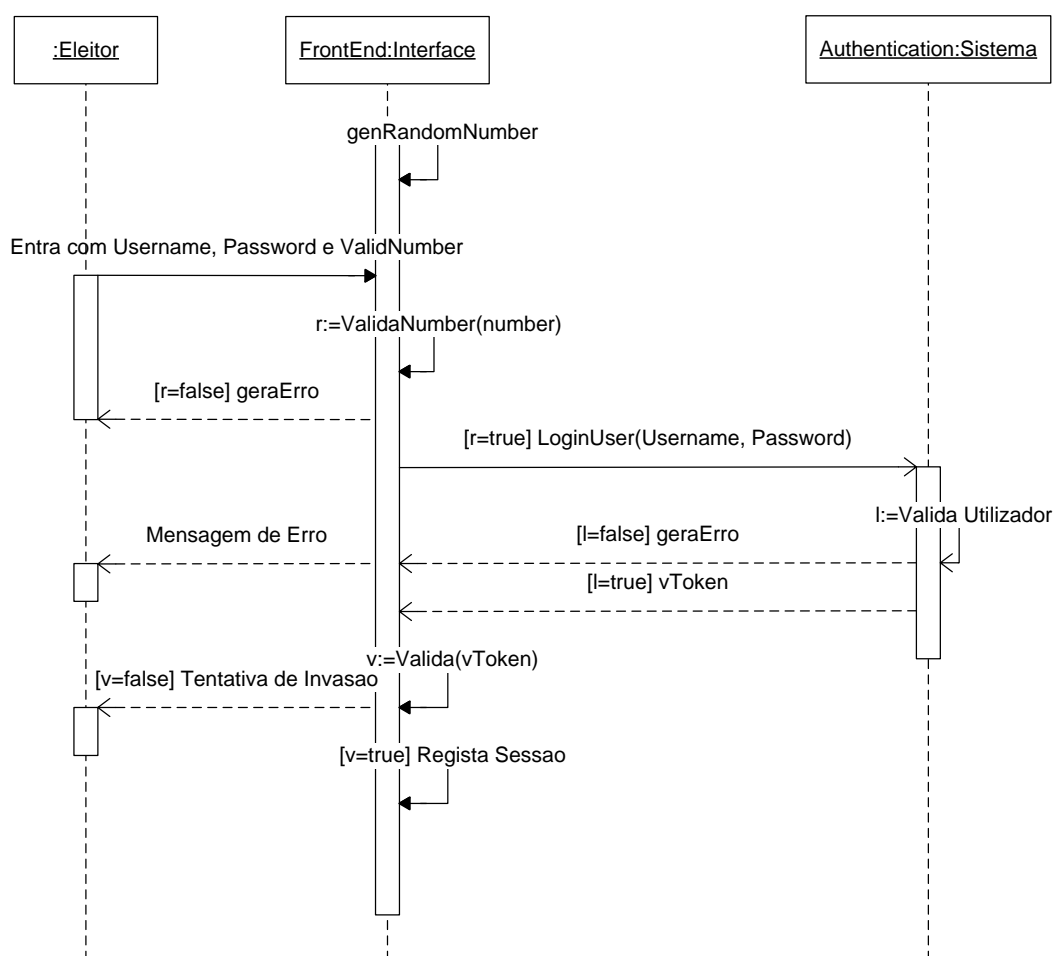 :Eleitor
FrontEnd:Interface
Authentication:Sistema
genRandomNumber
Entra com Username, Password e ValidNumber
r:=ValidaNumber(number)
[r=false] geraErro
[r=true] LoginUser(Username, Password)
l:=Valida Utilizador
Mensagem de Erro
[l=false] geraErro
[l=true] vToken
v:=Valida(vToken)
[v=false] Tentativa de Invasao
[v=true] Regista Sessao